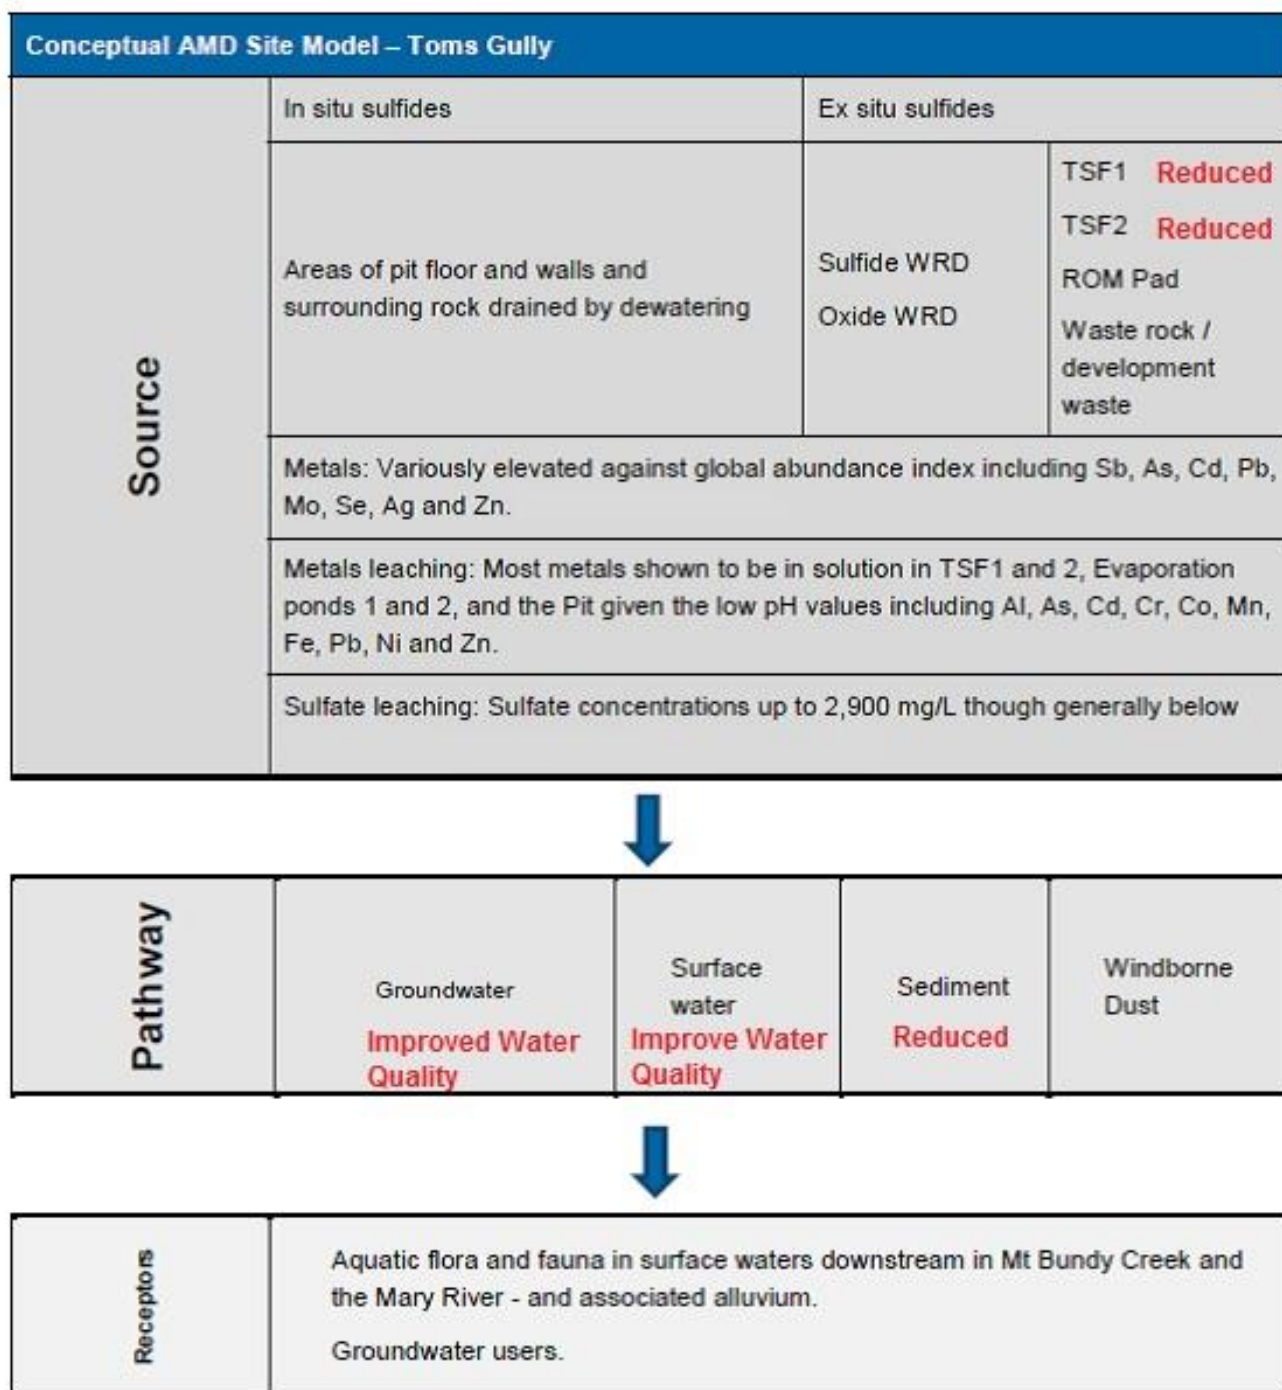 Conceptual AMD Site Model – Toms Gully
Source
In situ sulfides
Ex situ sulfides
Areas of pit floor and walls and
surrounding rock drained by dewatering
Sulfide WRD
Oxide WRD
TSF1 Reduced
TSF2 Reduced
ROM Pad
Waste rock /
development
waste
Metals: Variously elevated against global abundance index including Sb, As, Cd, Pb,
Mo, Se, Ag and Zn.
Metals leaching: Most metals shown to be in solution in TSF1 and 2, Evaporation
ponds 1 and 2, and the Pit given the low pH values including Al, As, Cd, Cr, Co, Mn,
Fe, Pb, Ni and Zn.
Sulfate leaching: Sulfate concentrations up to 2,900 mg/L though generally below
Pathway
Groundwater
Improved Water
Quality
Surface
water
Improve Water
Quality
Sediment
Reduced
Windborne
Dust
Receptors
Aquatic flora and fauna in surface waters downstream in Mt Bundy Creek and
the Mary River - and associated alluvium.
Groundwater users.